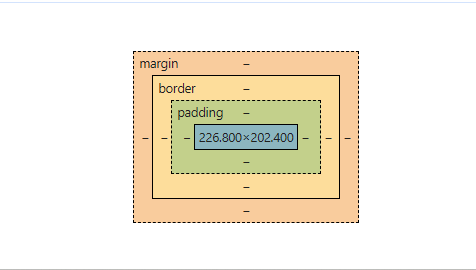 margin –
border –
padding –
– – – 226.800×202.400 – – –
–
–
–